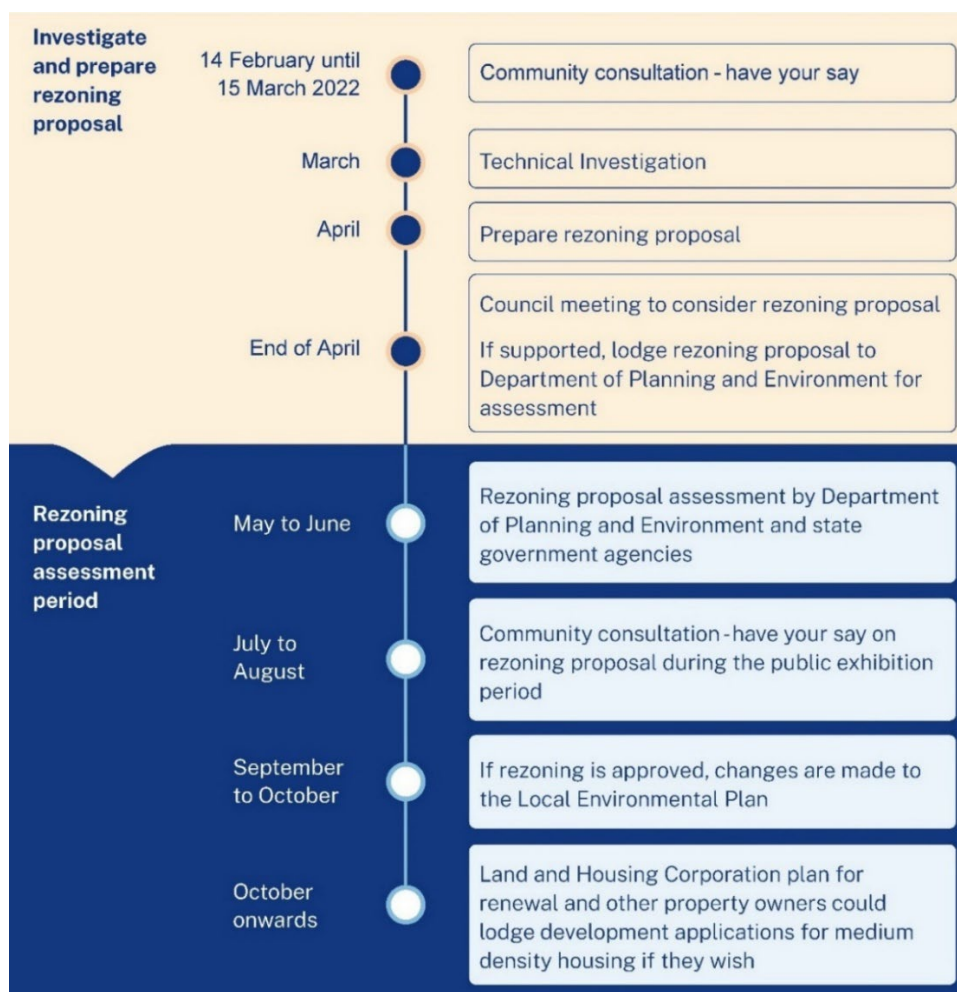 Investigate
and prepare
rezoning
proposal
14 February until
15 March 2022
Community consultation - have your say
March
Technical Investigation
April
Prepare rezoning proposal
End of April
Council meeting to consider rezoning proposal
If supported, lodge rezoning proposal to
Department of Planning and Environment for
assessment
Rezoning
proposal
assessment
period
May to June
Rezoning proposal assessment by Department
of Planning and Environment and state
government agencies
July to
August
Community consultation - have your say on
rezoning proposal during the public exhibition
period
September
to October
If rezoning is approved, changes are made to
the Local Environmental Plan
October
onwards
Land and Housing Corporation plan for
renewal and other property owners could
lodge development applications for medium
density housing if they wish